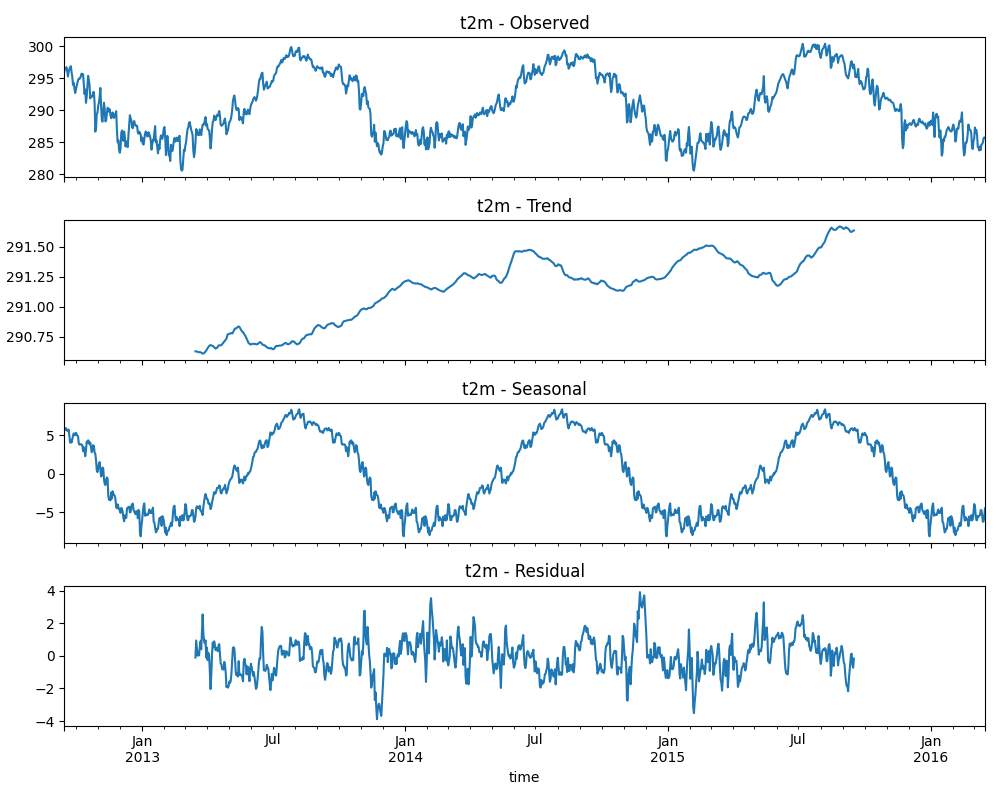 t2m - Observed
300
295
290
285
280
t2m - Trend
291.50
291.25
291.00
290.75
t2m - Seasonal
5
0
−5
t2m - Residual
4
2
0
−2
−4
Jan Jul Jan Jul Jan Jul Jan
2013 2014 2015 2016
time